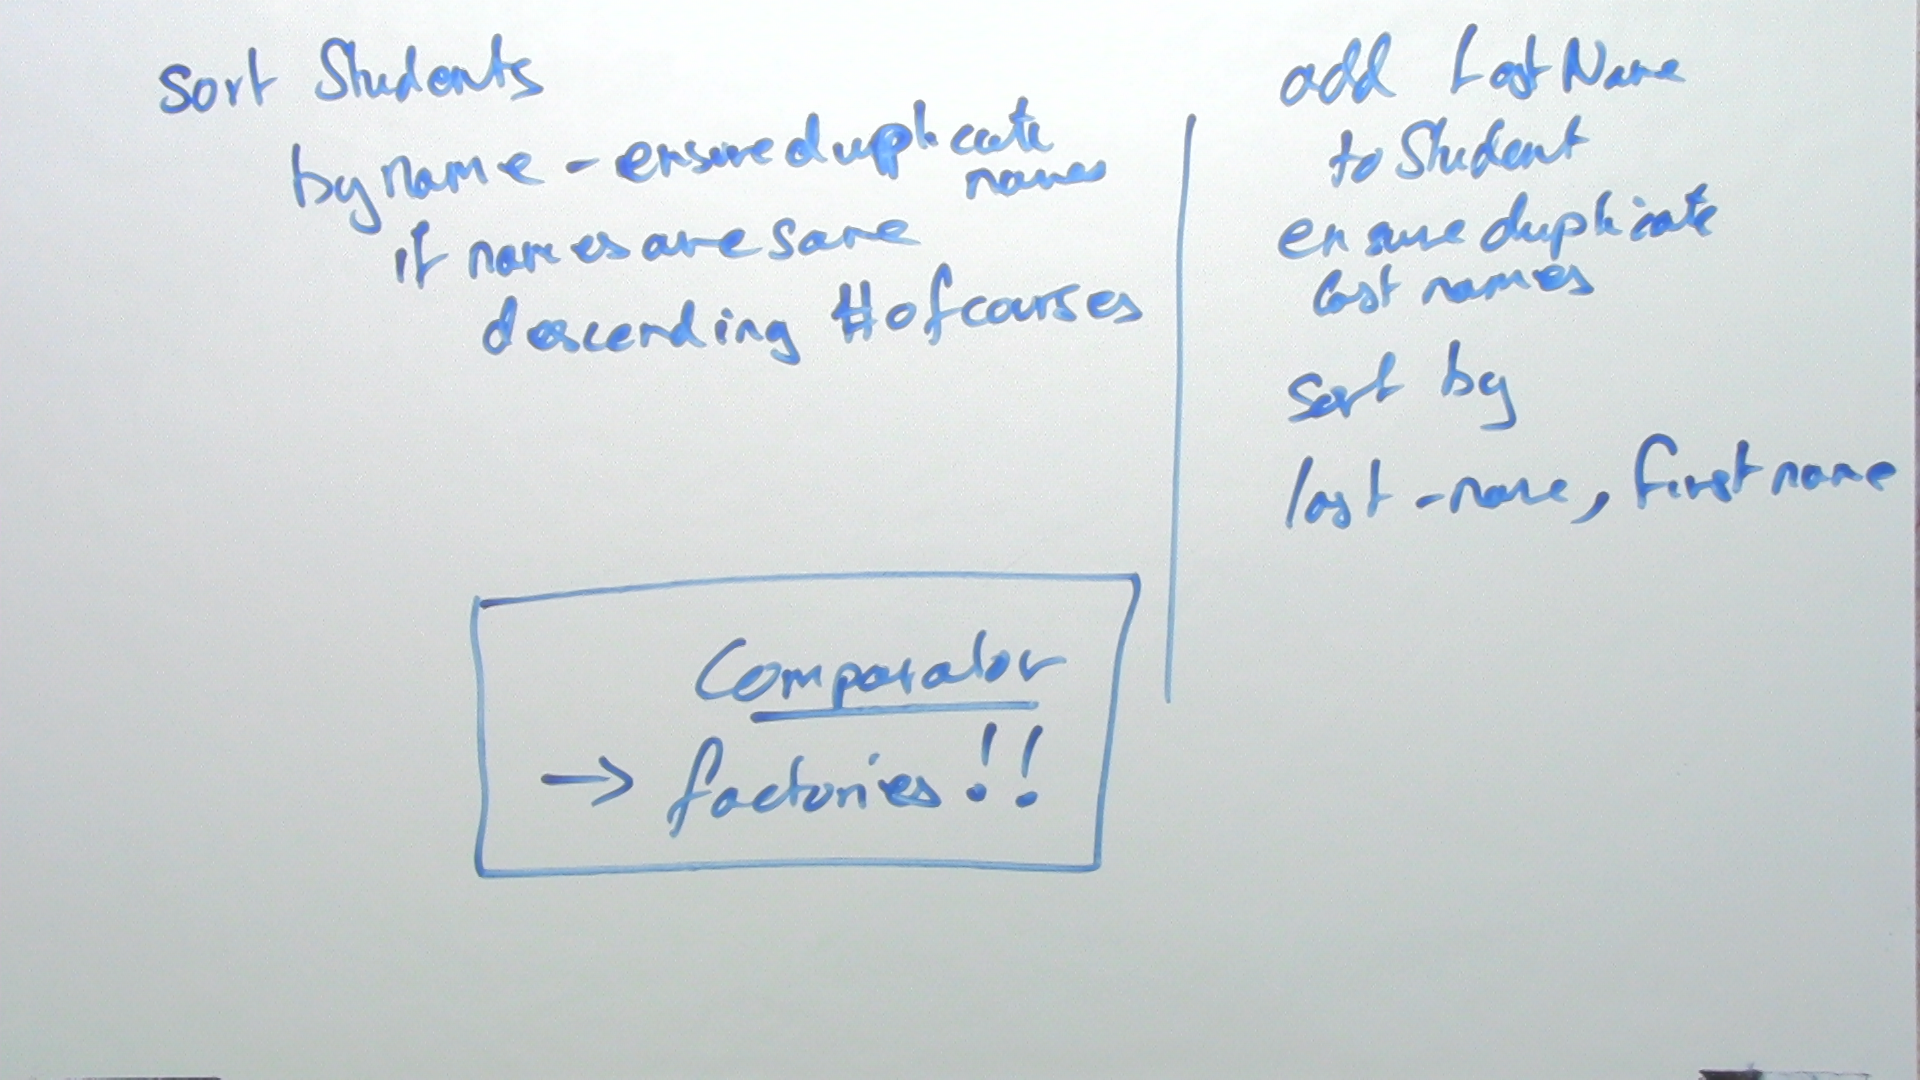 sort Students
by name - ensure duplicate
names
if names are same
descending # of courses
add LastName
to Student
ensure duplicate
last names
sort by
last-name, first name
Comparator
→ factories!!